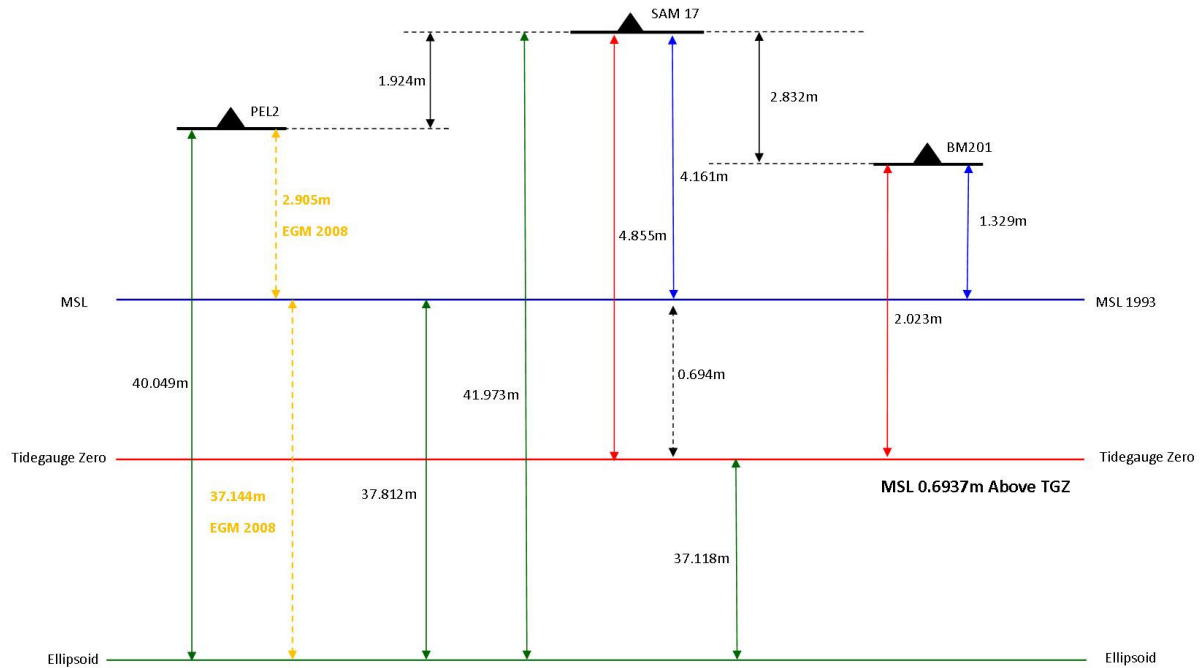 SAM 17
1.924m
2.832m
PEL2
BM201
2.905m
EGM 2008
4.161m
1.329m
4.855m
MSL
MSL 1993
2.023m
40.049m
0.694m
41.973m
Tidegauge Zero
Tidegauge Zero
MSL 0.6937m Above TGZ
37.144m
EGM 2008
37.812m
37.118m
Ellipsoid
Ellipsoid